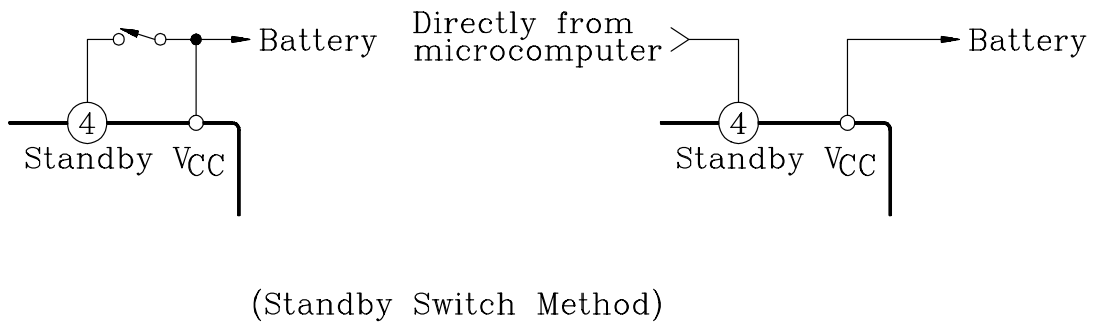 Battery
4
Standby VCC
Directly from
microcomputer
Battery
4
Standby VCC
(Standby Switch Method)